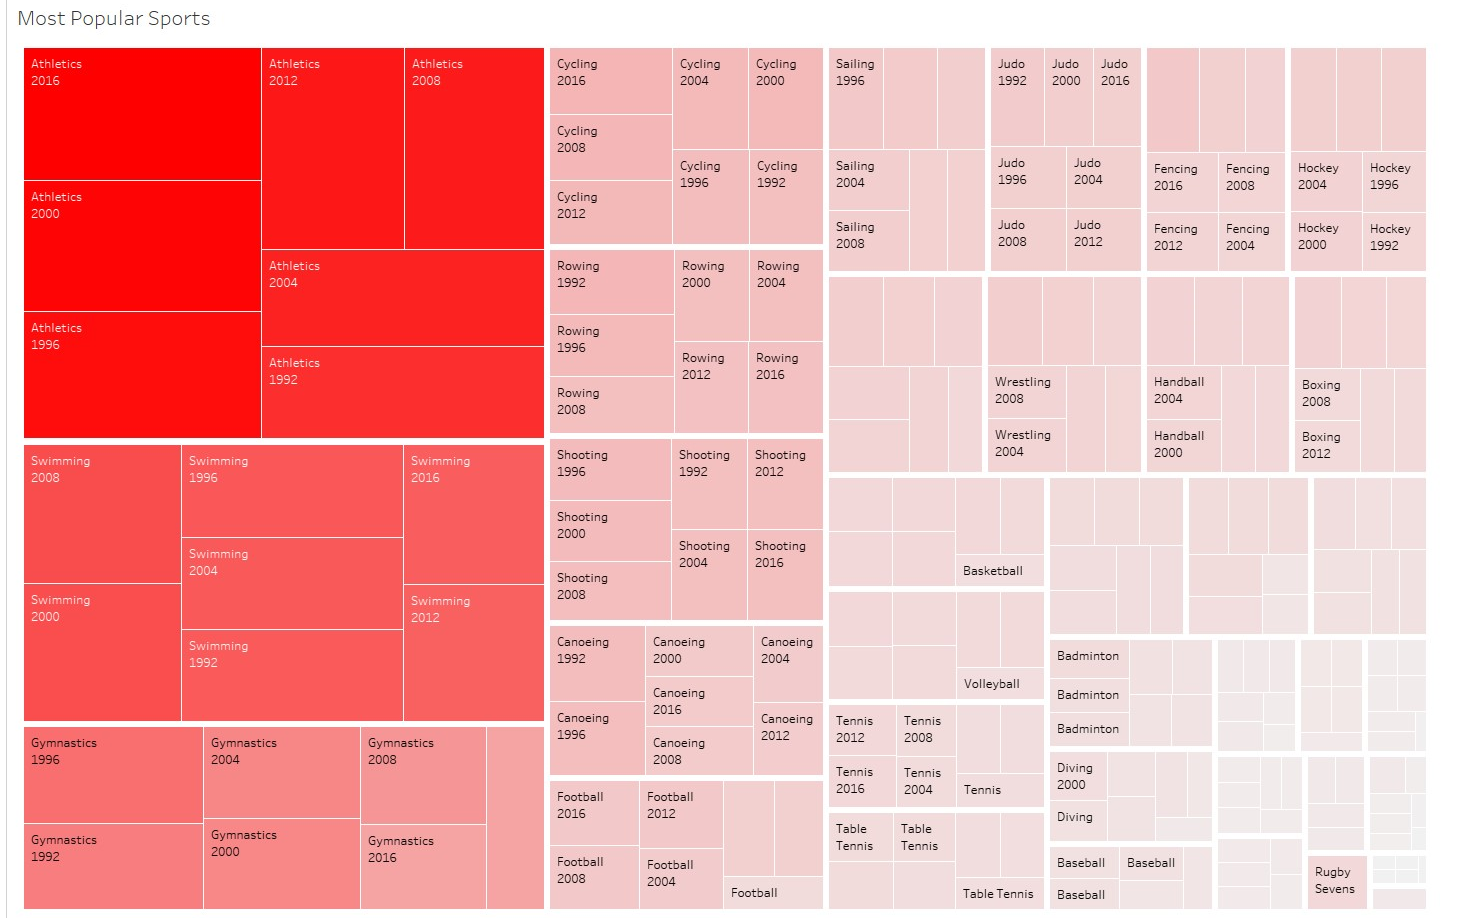 Most Popular Sports
Athletics
2016
Athletics
2000
Athletics
1996
Athletics
2012
Athletics
2008
Athletics
2004
Athletics
1992
Swimming
2008
Swimming
2000
Swimming
1996
Swimming
2004
Swimming
1992
Swimming
2016
Swimming
2012
Gymnastics
1996
Gymnastics
1992
Gymnastics
2004
Gymnastics
2000
Gymnastics
2008
Gymnastics
2016
Cycling
2016
Cycling
2008
Cycling
2012
Cycling
2004
Cycling
2000
Cycling
1996
Cycling
1992
Rowing
1992
Rowing
1996
Rowing
2008
Rowing
2000
Rowing
2004
Rowing
2012
Rowing
2016
Shooting
1996
Shooting
2000
Shooting
2008
Shooting
1992
Shooting
2012
Shooting
2004
Shooting
2016
Canoeing
1992
Canoeing
1996
Canoeing
2000
Canoeing
2016
Canoeing
2008
Canoeing
2004
Canoeing
2012
Football
2016
Football
2008
Football
2012
Football
2004
Football
Sailing
1996
Sailing
2004
Sailing
2008
Judo
1992
Judo
2000
Judo
2016
Judo
1996
Judo
2004
Judo
2008
Judo
2012
Fencing
2016
Fencing
2008
Fencing
2012
Fencing
2004
Hockey
2004
Hockey
1996
Hockey
2000
Hockey
1992
Wrestling
2008
Wrestling
2004
Handball
2004
Handball
2000
Boxing
2008
Boxing
2012
Basketball
Volleyball
Tennis
2012
Tennis
2008
Tennis
2016
Tennis
2004
Tennis
Table
Tennis
Table
Tennis
Table Tennis
Badminton
Badminton
Badminton
Diving
2000
Diving
Baseball
Baseball
Baseball
Rugby
Sevens